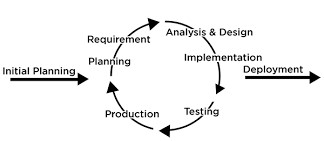 Requirement
Analysis & Design
Implementation
Planning
Initial Planning
Deployment
Production
Testing